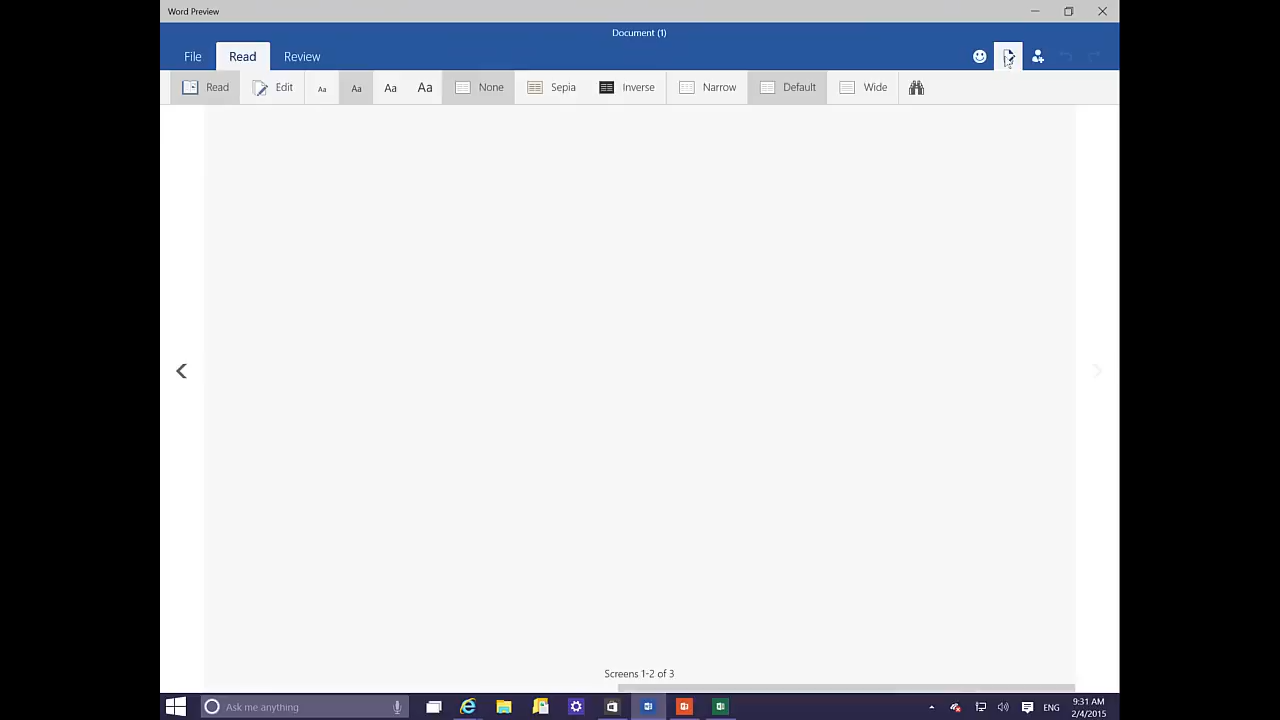 Word Preview
Document (1)
File Read Review
Read Edit Aa Aa Aa Aa None Sepia Inverse Narrow Default Wide
Screens 1-2 of 3
Ask me anything ENG 9:31 AM
2/4/2015